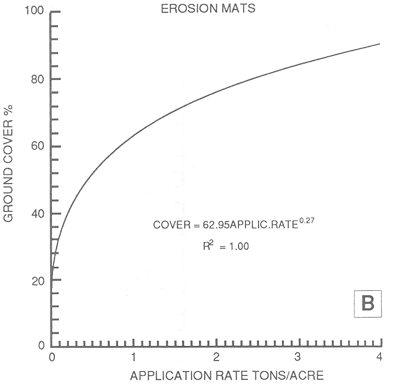 EROSION MATS
100
80
60
40
20
0
GROUND COVER %
COVER = 62.95APPLIC.RATE^0.27
R² = 1.00
B
0 1 2 3 4
APPLICATION RATE TONS/ACRE